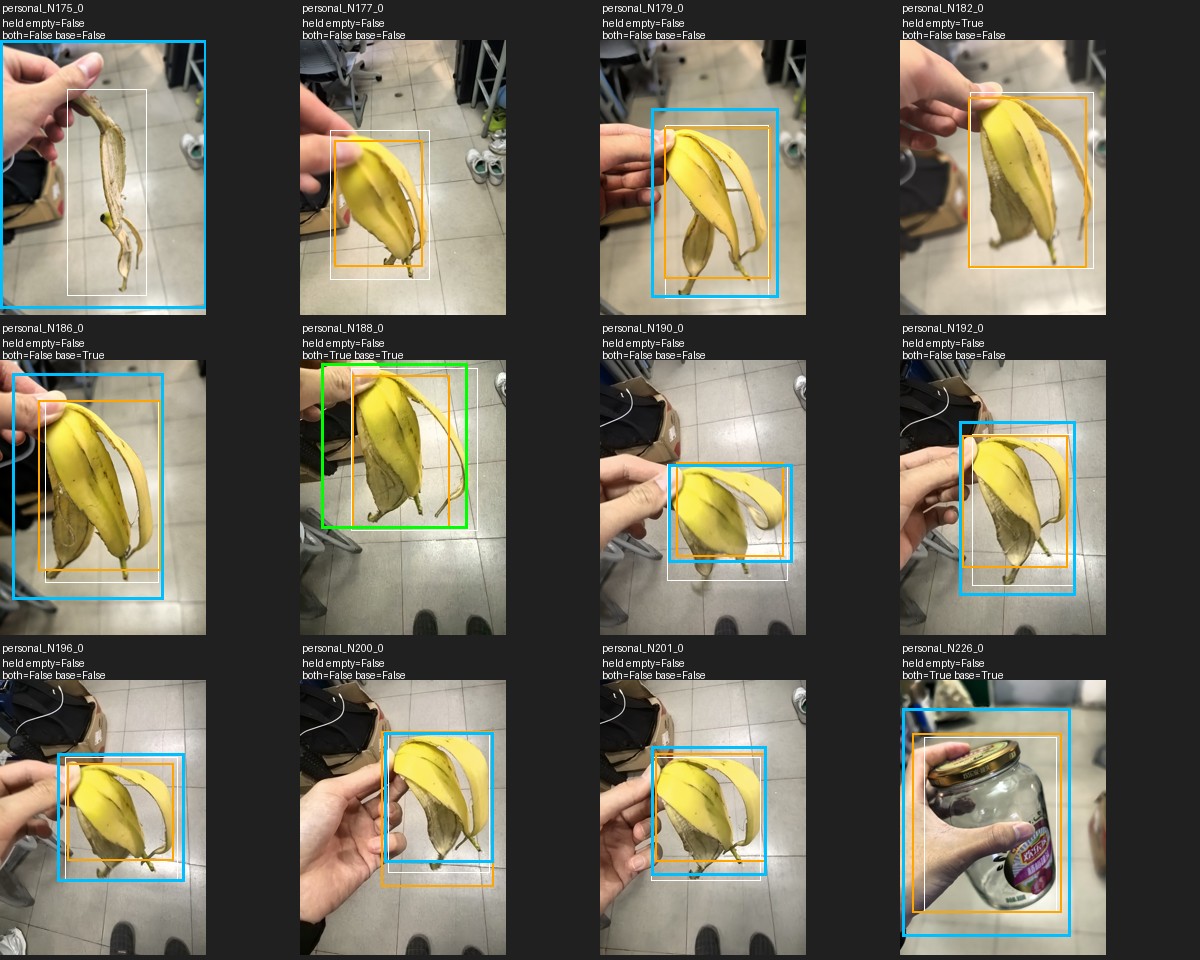 personal_N175_0
held empty=False
both=False base=False
personal_N177_0
held empty=False
both=False base=False
personal_N179_0
held empty=False
both=False base=False
personal_N182_0
held empty=True
both=False base=False
personal_N186_0
held empty=False
both=False base=True
personal_N188_0
held empty=False
both=True base=True
personal_N190_0
held empty=False
both=False base=False
personal_N192_0
held empty=False
both=False base=False
personal_N196_0
held empty=False
both=False base=False
personal_N200_0
held empty=False
both=False base=False
personal_N201_0
held empty=False
both=False base=False
personal_N226_0
held empty=False
both=True base=True